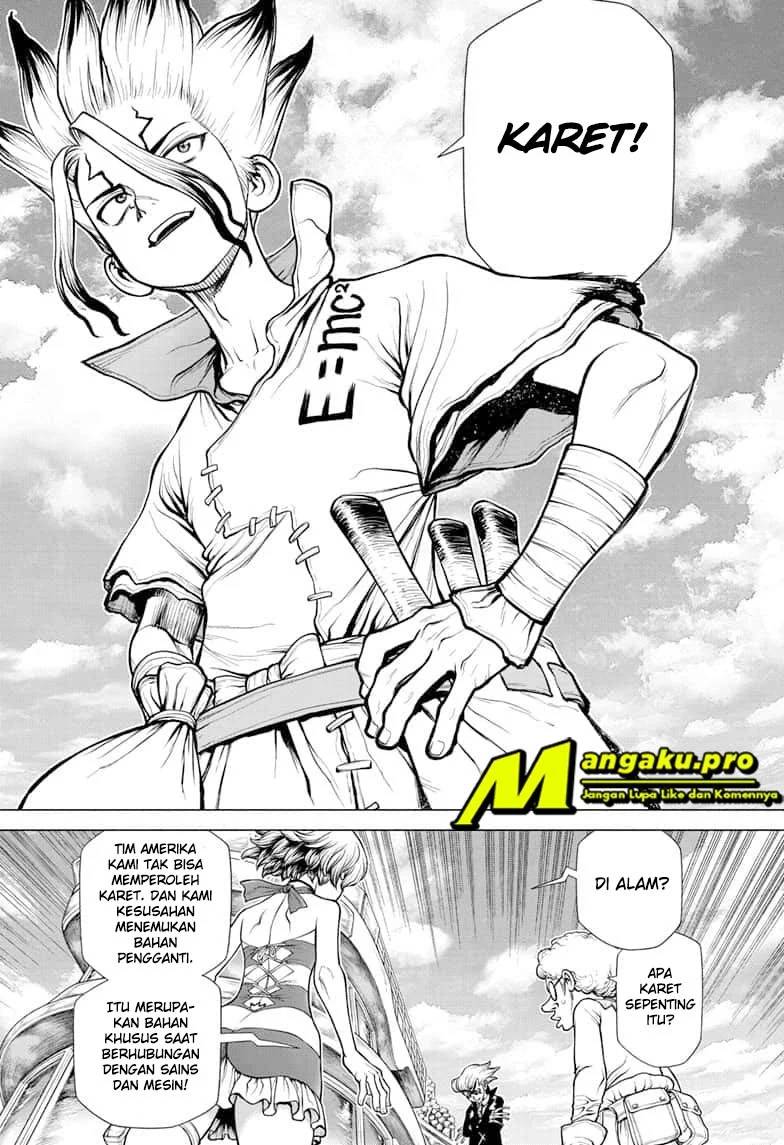 KARET!
E=mc²
Mangaku.pro
Jangan Lupa Like dan Komennya
DI ALAM?
APA
KARET
SEPENTING
ITU?
TIM AMERIKA
KAMI TAK BISA
MEMPEROLEH
KARET. DAN KAMI
KESUSAHAN
MENEMUKAN
BAHAN
PENGGANTI.
ITU MERUPA-
KAN BAHAN
KHUSUS SAAT
BERHUBUNGAN
DENGAN SAINS
DAN MESIN!